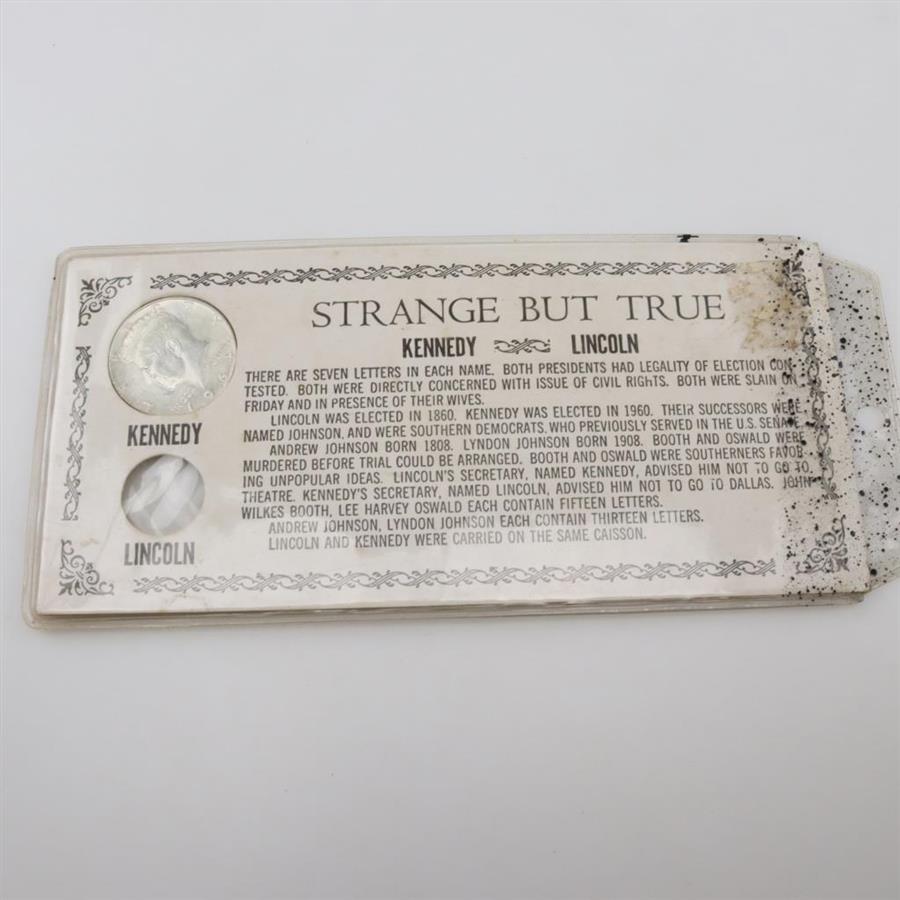 STRANGE BUT TRUE
KENNEDY LINCOLN
THERE ARE SEVEN LETTERS IN EACH NAME. BOTH PRESIDENTS HAD LEGALITY OF ELECTION CON-
TESTED. BOTH WERE DIRECTLY CONCERNED WITH ISSUE OF CIVIL RIGHTS. BOTH WERE SLAIN ON
FRIDAY AND IN PRESENCE OF THEIR WIVES.
LINCOLN WAS ELECTED IN 1860. KENNEDY WAS ELECTED IN 1960. THEIR SUCCESSORS WERE
NAMED JOHNSON, AND WERE SOUTHERN DEMOCRATS, WHO PREVIOUSLY SERVED IN THE U.S. SENATE.
ANDREW JOHNSON BORN 1808. LYNDON JOHNSON BORN 1908. BOOTH AND OSWALD WERE
MURDERED BEFORE TRIAL COULD BE ARRANGED. BOOTH AND OSWALD WERE SOUTHERNERS FAVOR-
ING UNPOPULAR IDEAS. LINCOLN'S SECRETARY, NAMED KENNEDY, ADVISED HIM NOT TO GO TO
THEATRE. KENNEDY'S SECRETARY, NAMED LINCOLN, ADVISED HIM NOT TO GO TO DALLAS. JOHN
WILKES BOOTH, LEE HARVEY OSWALD EACH CONTAIN FIFTEEN LETTERS.
ANDREW JOHNSON, LYNDON JOHNSON EACH CONTAIN THIRTEEN LETTERS.
LINCOLN AND KENNEDY WERE CARRIED ON THE SAME CAISSON.
KENNEDY
LINCOLN